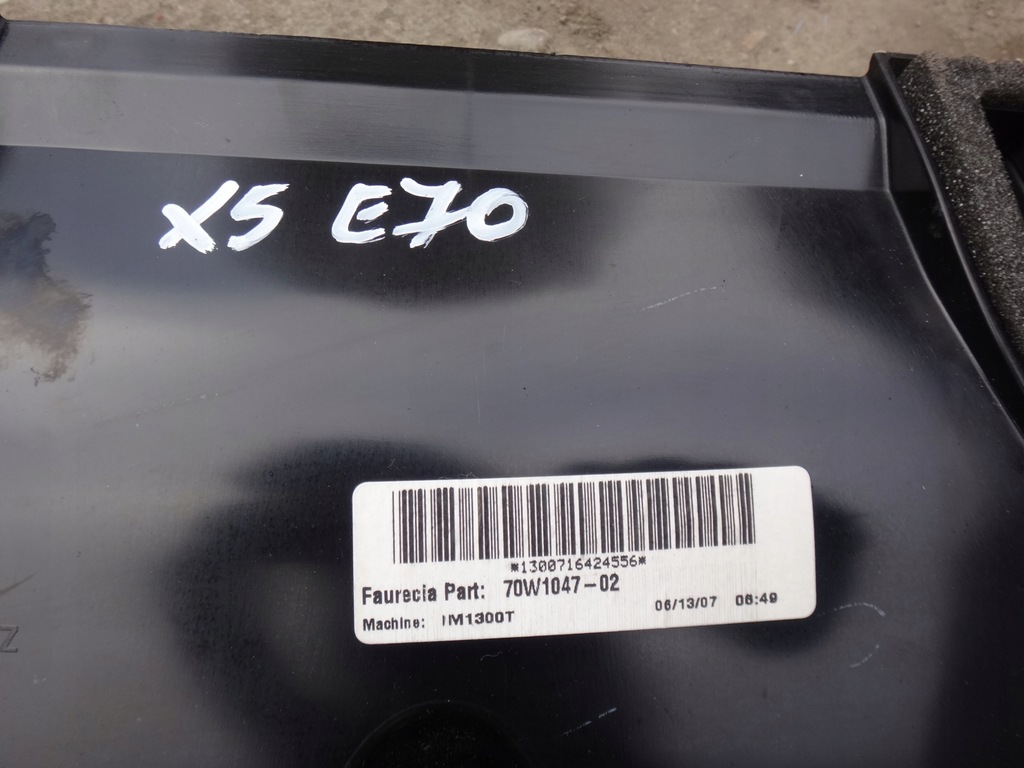 X5 E70
*1300716424556*
Faurecia Part: 70W1047-02
Machine: IM1300T 06/13/07 06:49
Z